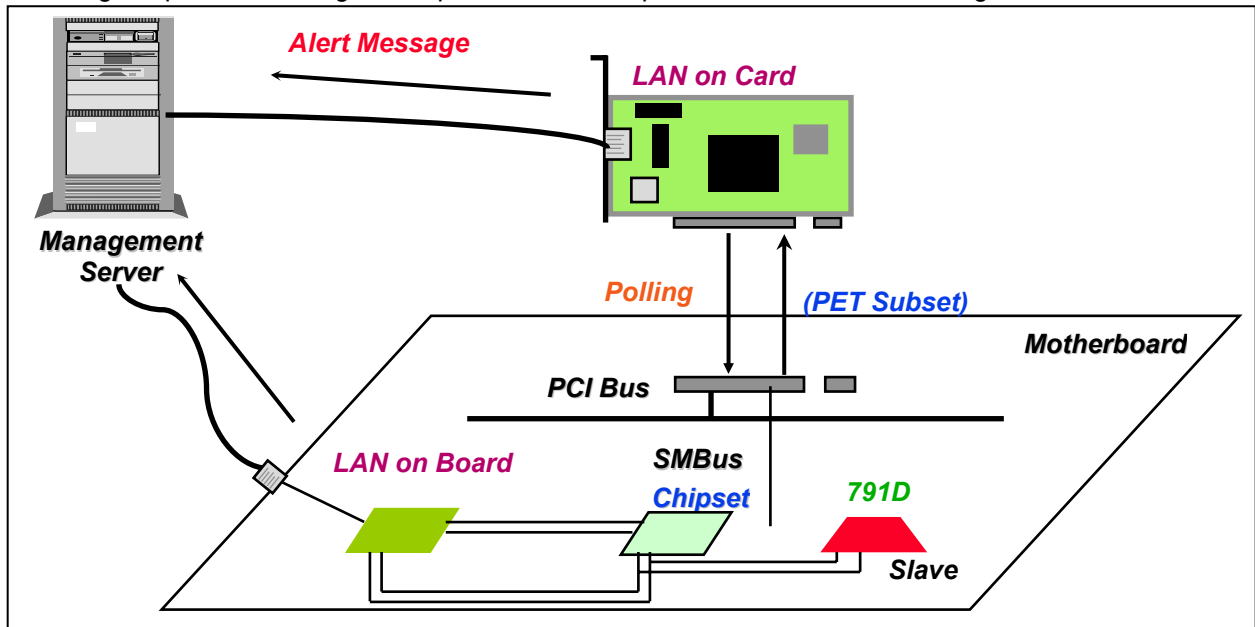 Alert Message
LAN on Card
Management
Server
Polling
(PET Subset)
Motherboard
PCI Bus
LAN on Board
SMBus
Chipset
791D
Slave